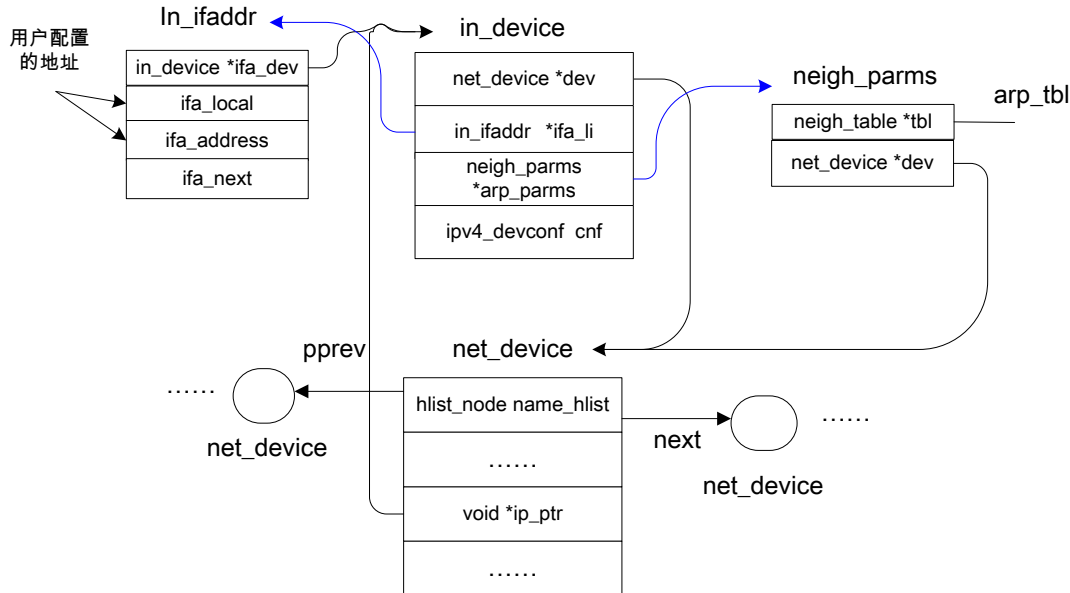 In_ifaddr
用户配置
的地址
in_device *ifa_dev
ifa_local
ifa_address
ifa_next
in_device
net_device *dev
in_ifaddr *ifa_li
neigh_parms
*arp_parms
ipv4_devconf cnf
neigh_parms
neigh_table *tbl
net_device *dev
arp_tbl
pprev
net_device
hlist_node name_hlist
……
void *ip_ptr
……
……
net_device
next
……
net_device